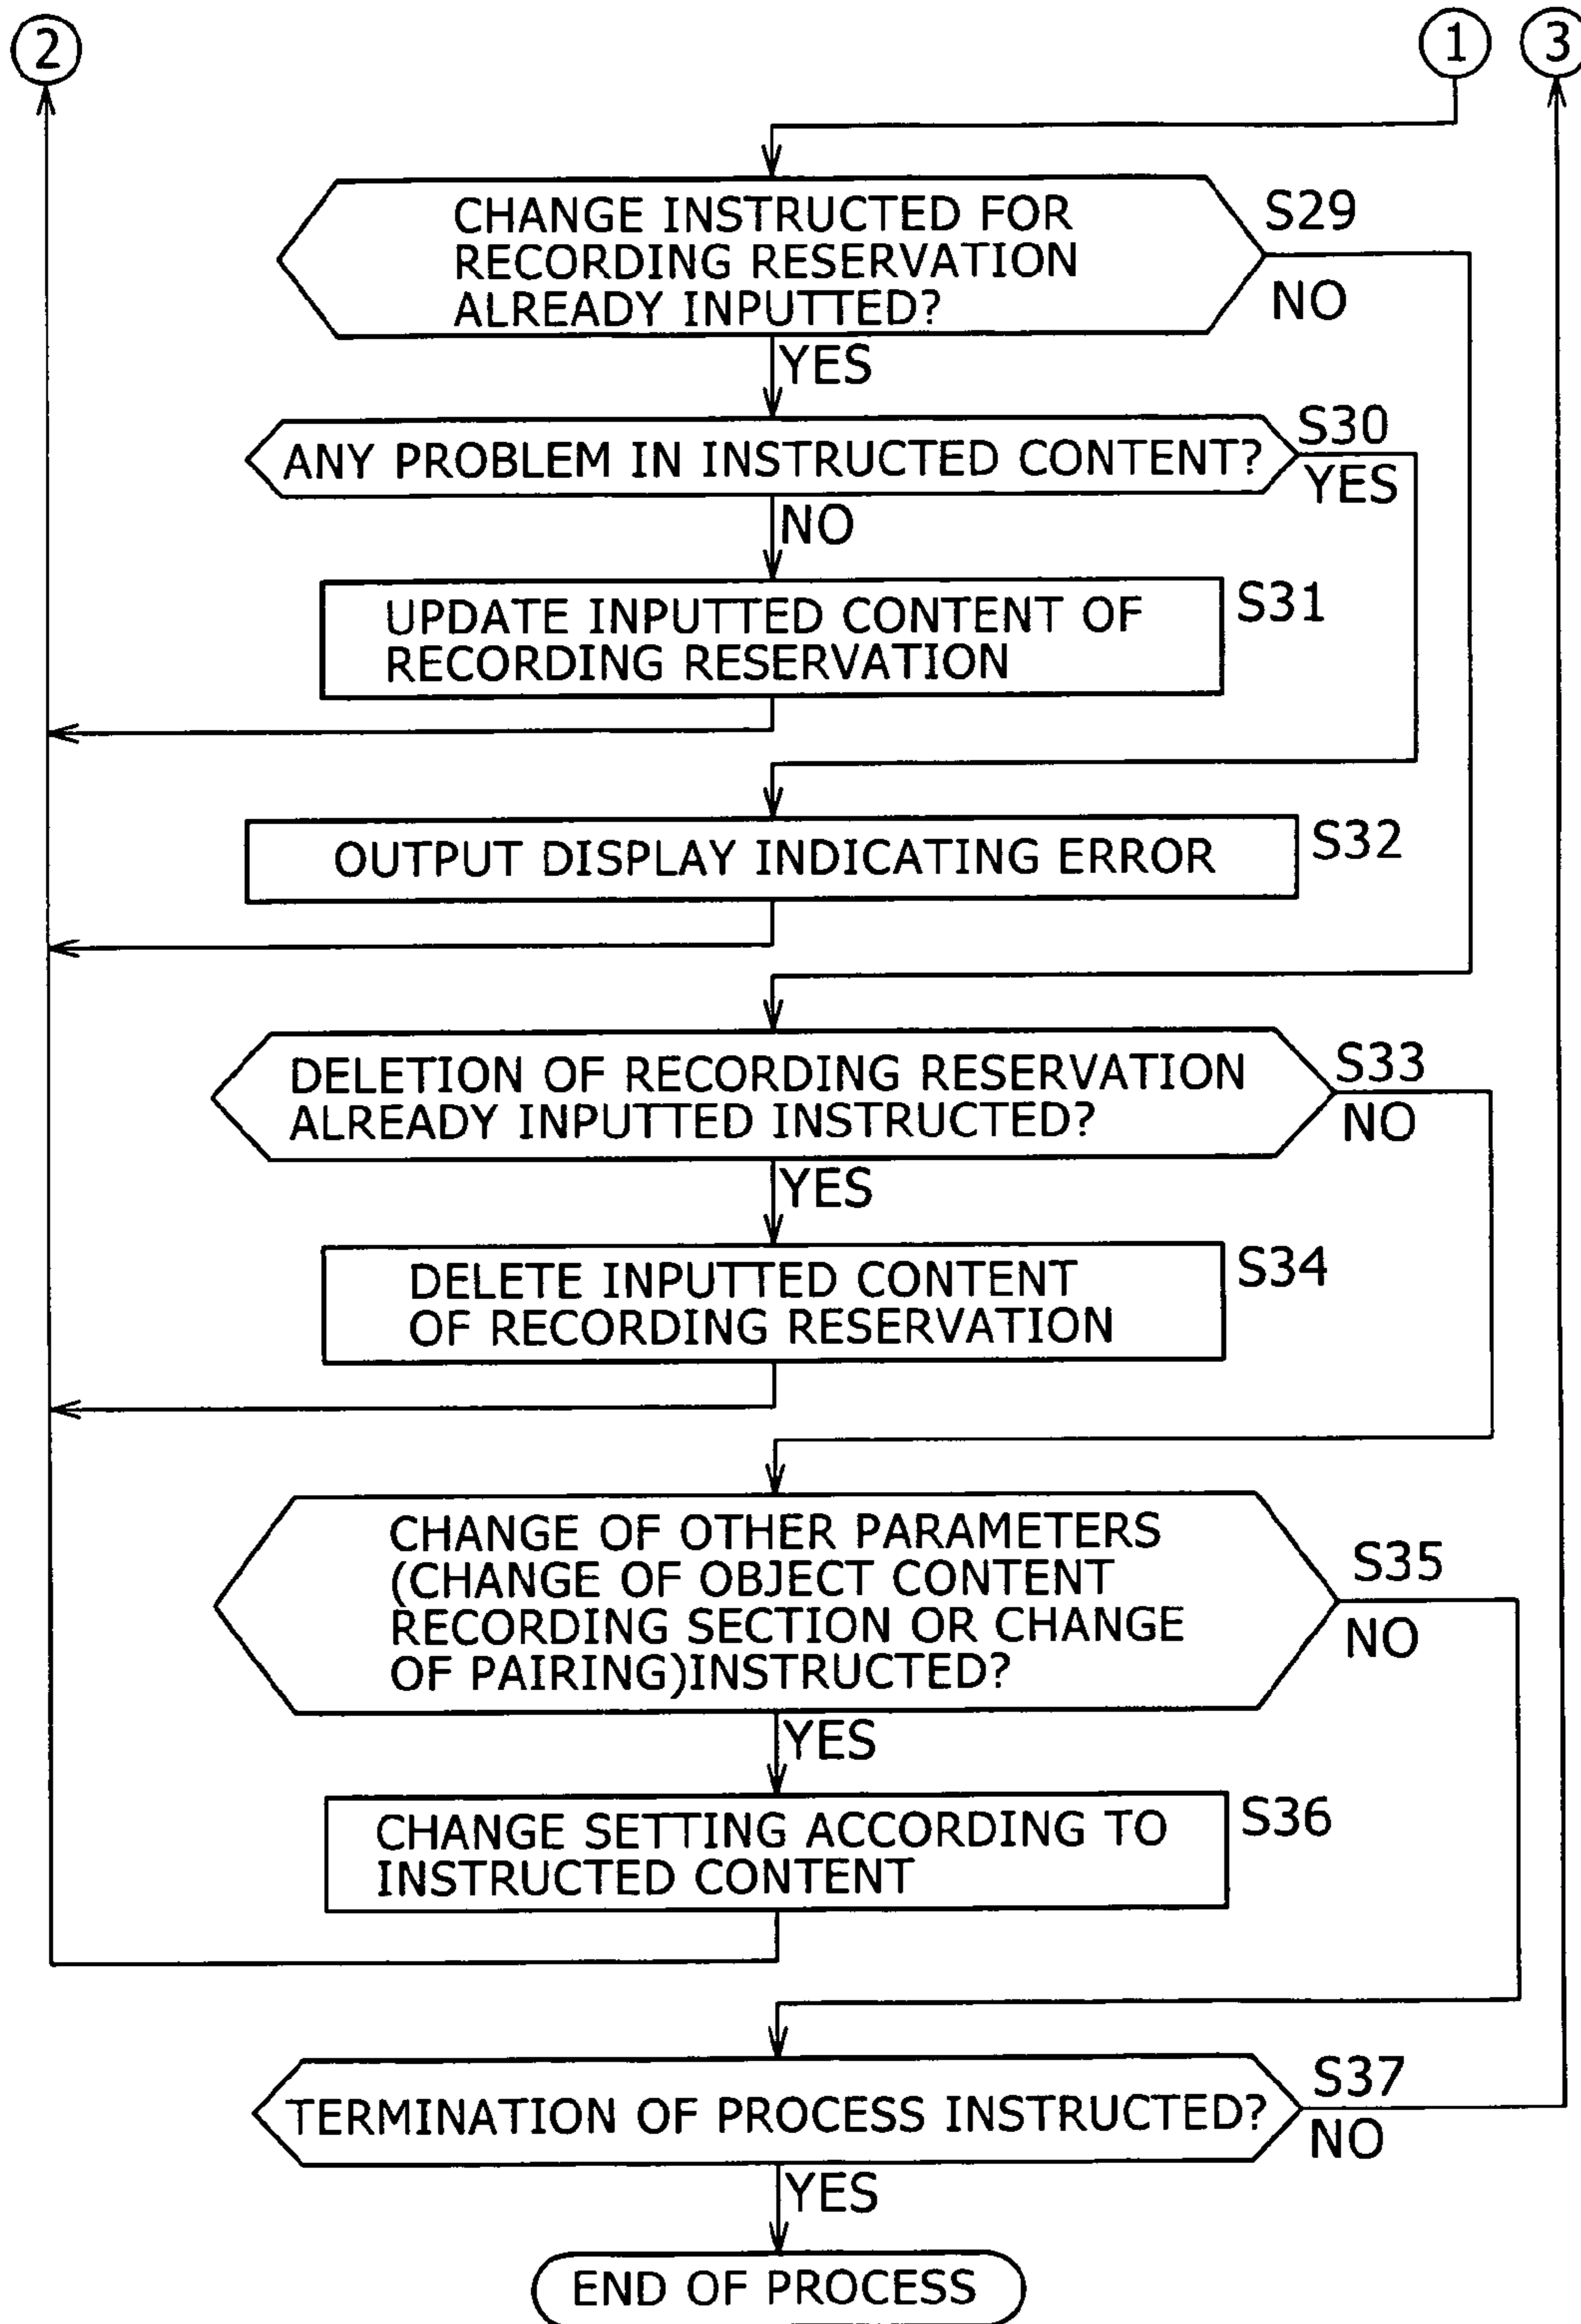 2
1
3
CHANGE INSTRUCTED FOR
RECORDING RESERVATION
ALREADY INPUTTED?
S29
NO
YES
ANY PROBLEM IN INSTRUCTED CONTENT?
S30
YES
NO
UPDATE INPUTTED CONTENT OF
RECORDING RESERVATION
S31
OUTPUT DISPLAY INDICATING ERROR
S32
DELETION OF RECORDING RESERVATION
ALREADY INPUTTED INSTRUCTED?
S33
NO
YES
DELETE INPUTTED CONTENT
OF RECORDING RESERVATION
S34
CHANGE OF OTHER PARAMETERS
(CHANGE OF OBJECT CONTENT
RECORDING SECTION OR CHANGE
OF PAIRING)INSTRUCTED?
S35
NO
YES
CHANGE SETTING ACCORDING TO
INSTRUCTED CONTENT
S36
TERMINATION OF PROCESS INSTRUCTED?
S37
NO
YES
END OF PROCESS